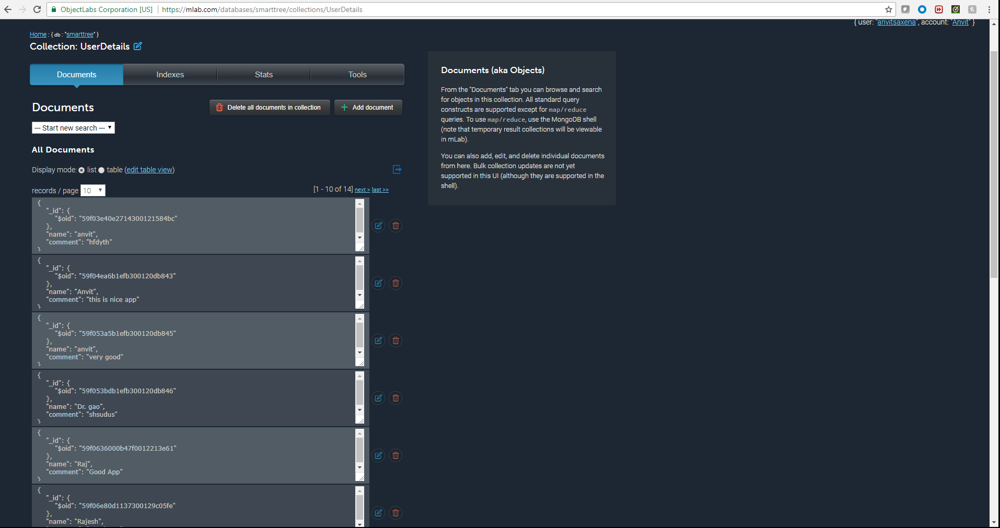 ObjectLabs Corporation [US] https://mlab.com/databases/smarttree/collections/UserDetails
{ user: "anvitsaxena", account: "Anvit" }
Home : { db : "smarttree" }
Collection: UserDetails
Documents Indexes Stats Tools
Documents
Delete all documents in collection
Add document
--- Start new search ---
All Documents
Display mode: list table (edit table view)
records / page 10
[1 - 10 of 14] next > last >>
{
"_id": {
"$oid": "59f03e40e2714300121584bc"
},
"name": "anvit",
"comment": "hfdyth"
}
{
"_id": {
"$oid": "59f04ea6b1efb300120db843"
},
"name": "Anvit",
"comment": "this is nice app"
}
{
"_id": {
"$oid": "59f053a5b1efb300120db845"
},
"name": "anvit",
"comment": "very good"
}
{
"_id": {
"$oid": "59f053bdb1efb300120db846"
},
"name": "Dr. gao",
"comment": "shsudus"
}
{
"_id": {
"$oid": "59f0636000b47f0012213e61"
},
"name": "Raj",
"comment": "Good App"
}
{
"_id": {
"$oid": "59f06e80d1137300129c05fe"
},
"name": "Rajesh",
Documents (aka Objects)
From the "Documents" tab you can browse and search
for objects in this collection. All standard query
constructs are supported except for map/reduce
queries. To use map/reduce, use the MongoDB shell
(note that temporary result collections will be viewable
in mLab).
You can also add, edit, and delete individual documents
from here. Bulk collection updates are not yet
supported in this UI (although they are supported in the
shell).